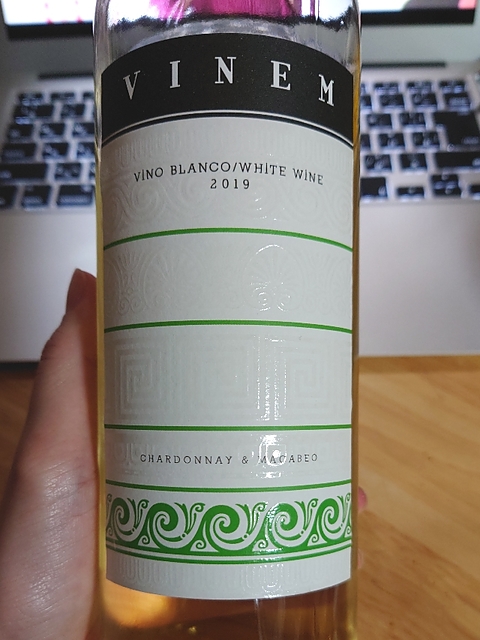 VINEM
VINO BLANCO/WHITE WINE
2019
CHARDONNAY & MACABEO